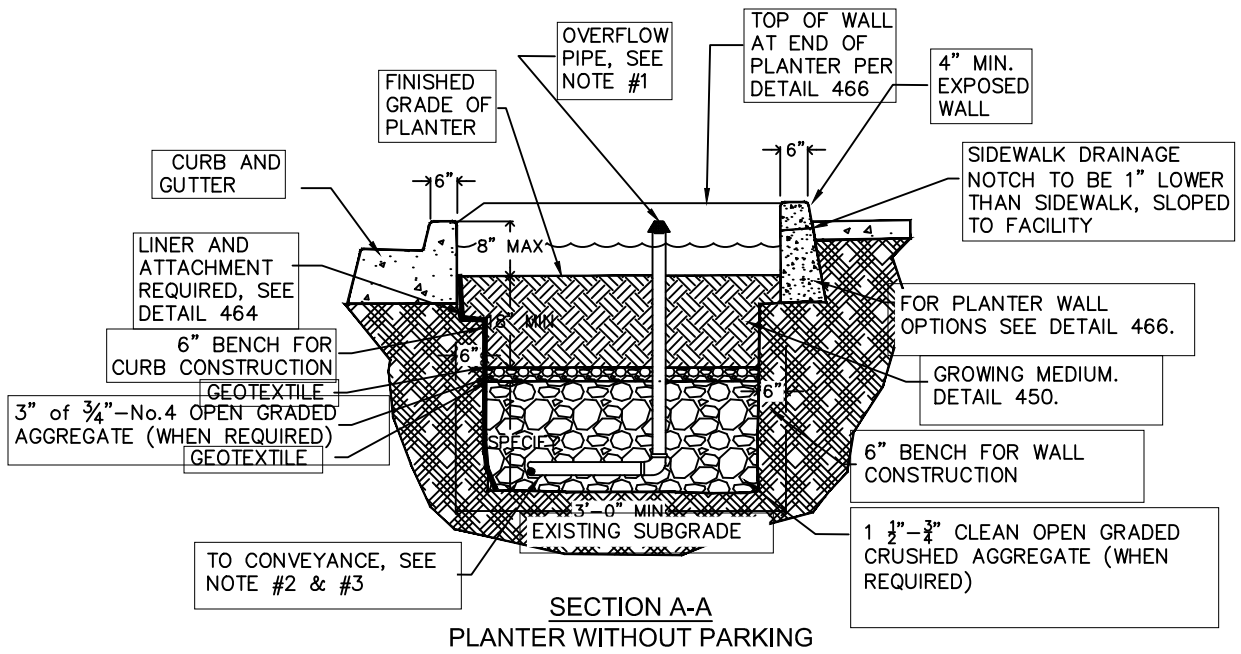 OVERFLOW
PIPE, SEE
NOTE #1
TOP OF WALL
AT END OF
PLANTER PER
DETAIL 466
4" MIN.
EXPOSED
WALL
FINISHED
GRADE OF
PLANTER
CURB AND
GUTTER
6"
6"
SIDEWALK DRAINAGE
NOTCH TO BE 1" LOWER
THAN SIDEWALK, SLOPED
TO FACILITY
8" MAX
LINER AND
ATTACHMENT
REQUIRED, SEE
DETAIL 464
FOR PLANTER WALL
OPTIONS SEE DETAIL 466.
18" MIN
6" BENCH FOR
CURB CONSTRUCTION
6"
GEOTEXTILE
GROWING MEDIUM.
DETAIL 450.
6"
3" of ¾"-No.4 OPEN GRADED
AGGREGATE (WHEN REQUIRED)
GEOTEXTILE
SPECIF
6" BENCH FOR WALL
CONSTRUCTION
3'-0" MIN
EXISTING SUBGRADE
1 ½"-¾" CLEAN OPEN GRADED
CRUSHED AGGREGATE (WHEN
REQUIRED)
TO CONVEYANCE, SEE
NOTE #2 & #3
SECTION A-A
PLANTER WITHOUT PARKING